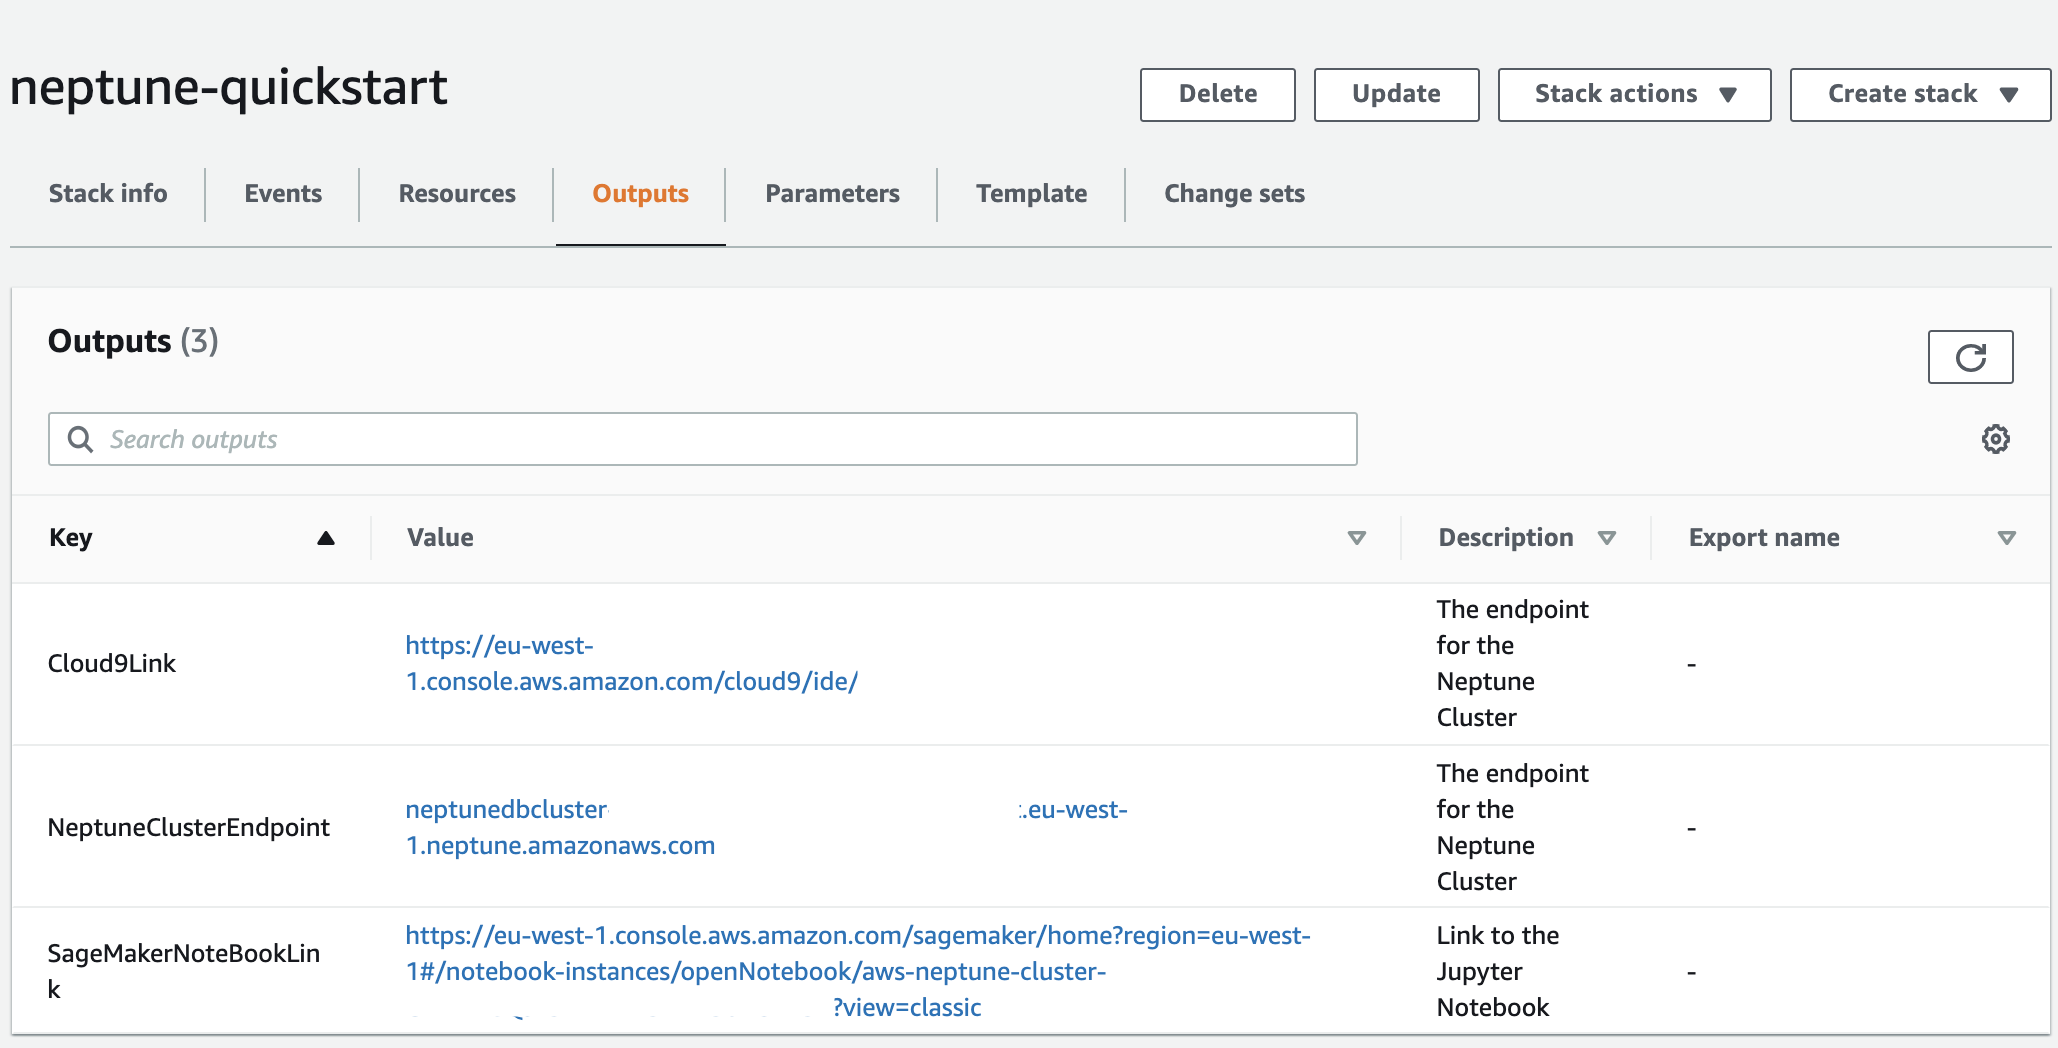 neptune-quickstart
Delete
Update
Stack actions
Create stack
Stack info
Events
Resources
Outputs
Parameters
Template
Change sets
Outputs (3)
Search outputs
Key
Value
Description
Export name
Cloud9Link
https://eu-west-
1.console.aws.amazon.com/cloud9/ide/
The endpoint
for the
Neptune
Cluster
-
NeptuneClusterEndpoint
neptunedbcluster
.eu-west-
1.neptune.amazonaws.com
The endpoint
for the
Neptune
Cluster
-
SageMakerNoteBookLin
k
https://eu-west-1.console.aws.amazon.com/sagemaker/home?region=eu-west-
1#/notebook-instances/openNotebook/aws-neptune-cluster-
?view=classic
Link to the
Jupyter
Notebook
-